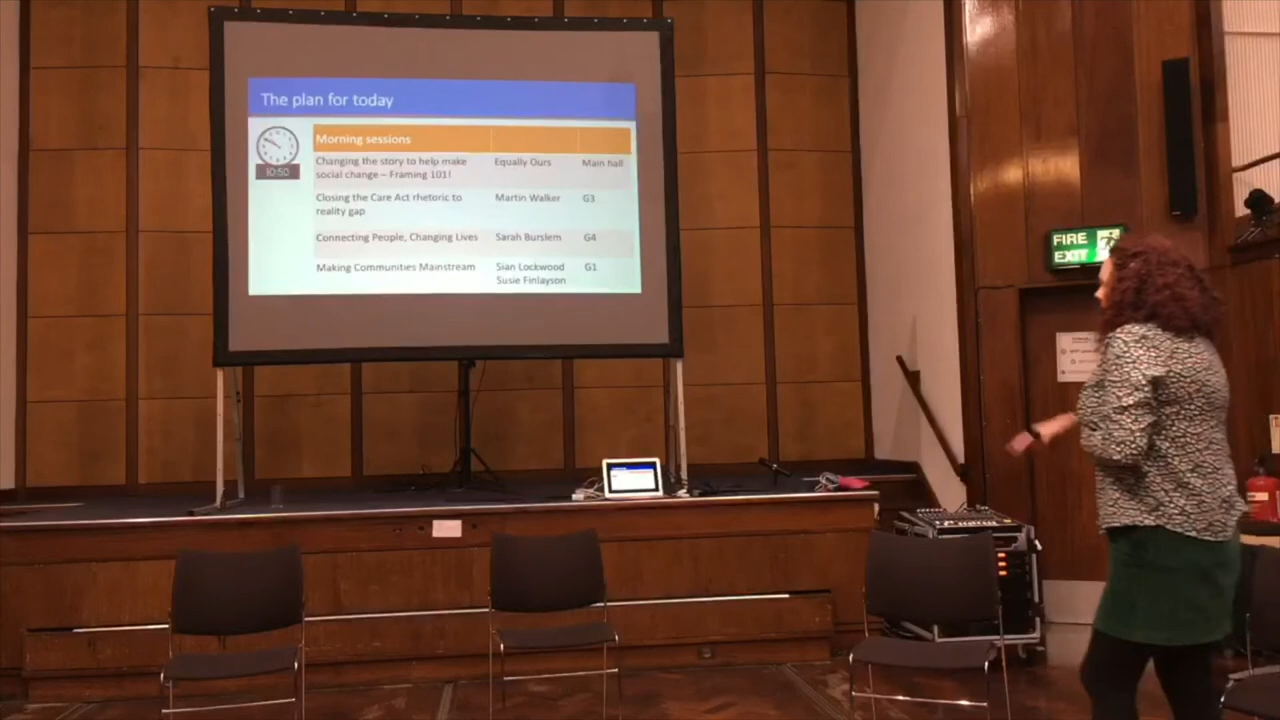 The plan for today
Morning sessions
10:50
Changing the story to help make
social change – Framing 101!
Equally Ours
Main hall
Closing the Care Act rhetoric to
reality gap
Martin Walker
G3
Connecting People, Changing Lives
Sarah Burslem
G4
Making Communities Mainstream
Sian Lockwood
Susie Finlayson
G1
FIRE
EXIT